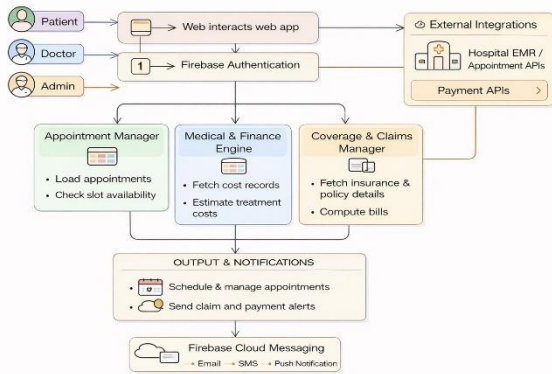 Patient
Doctor
Admin
Web interacts web app
1
Firebase Authentication
External Integrations
Hospital EMR /
Appointment APIs
Payment APIs
Appointment Manager
• Load appointments
• Check slot availability
Medical & Finance
Engine
• Fetch cost records
• Estimate treatment
costs
Coverage & Claims
Manager
• Fetch insurance &
policy details
• Compute bills
OUTPUT & NOTIFICATIONS
• Schedule & manage appointments
• Send claim and payment alerts
Firebase Cloud Messaging
→ Email → SMS → Push Notification